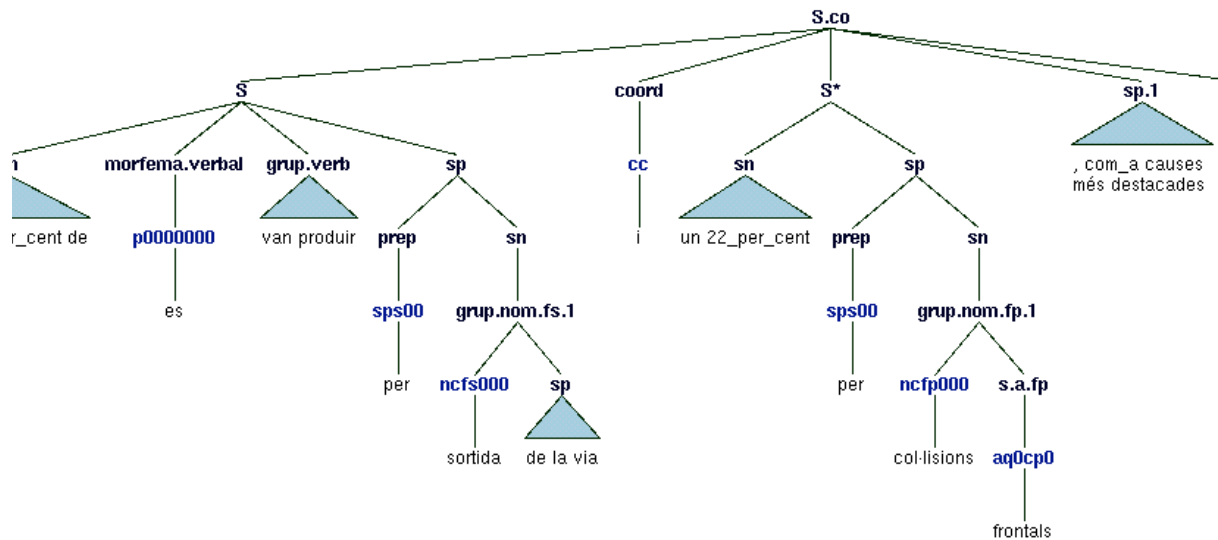 S.co
S coord S* sp.1
morfema.verbal grup.verb sp cc sn sp , com_a causes
més destacades
r_cent de p0000000 van produir prep sn i un 22_per_cent prep sn
es sps00 grup.nom.fs.1 sps00 grup.nom.fp.1
per ncfs000 sp per ncfp000 s.a.fp
sortida de la via col·lisions aq0cp0
frontals